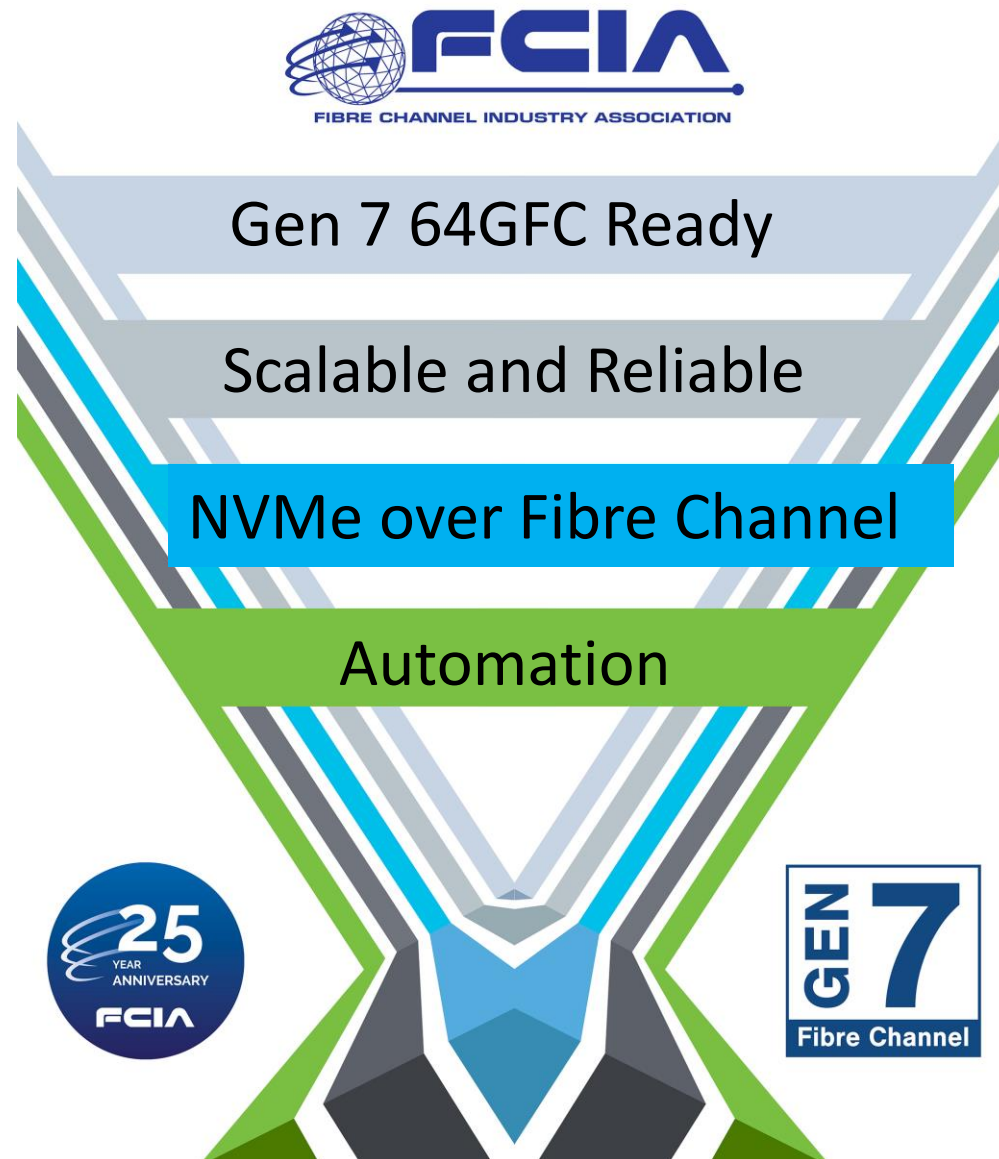 FCIA
FIBRE CHANNEL INDUSTRY ASSOCIATION
Gen 7 64GFC Ready
Scalable and Reliable
NVMe over Fibre Channel
Automation
25
YEAR
ANNIVERSARY
FCIA
GEN 7
Fibre Channel